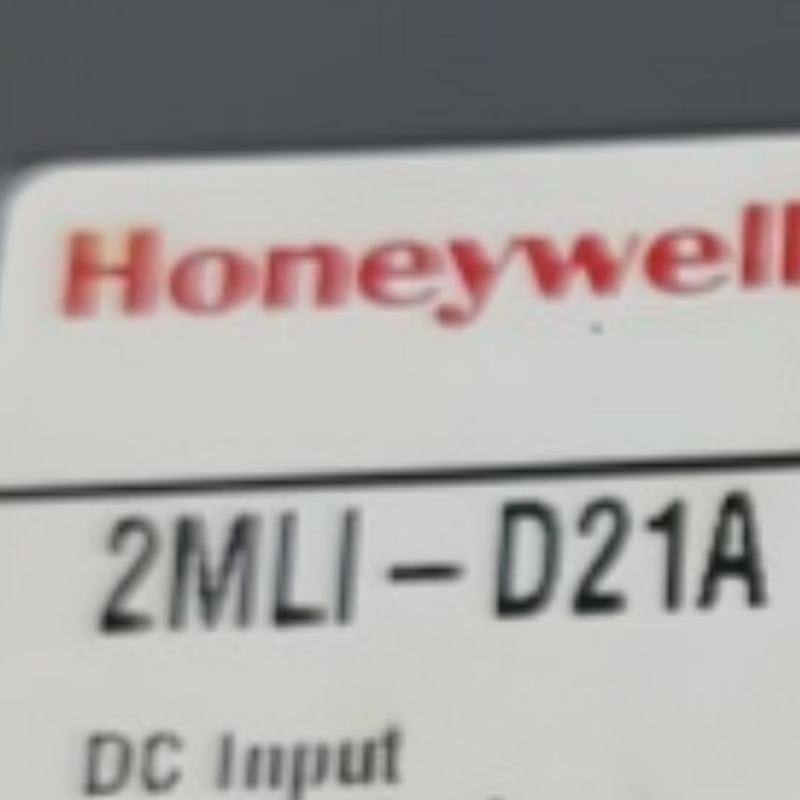 Honeywell
2MLI-D21A
DC Input